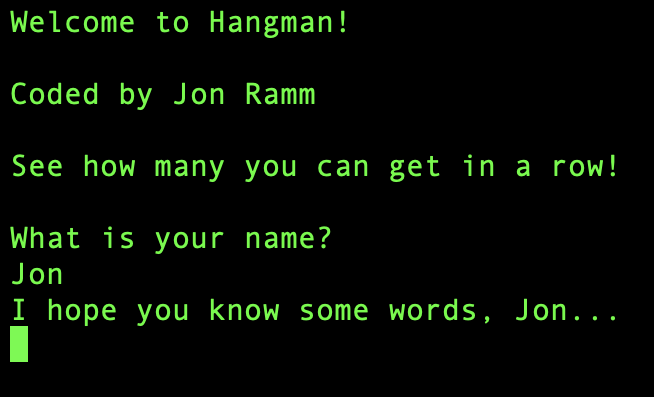 Welcome to Hangman!
Coded by Jon Ramm
See how many you can get in a row!
What is your name?
Jon
I hope you know some words, Jon...